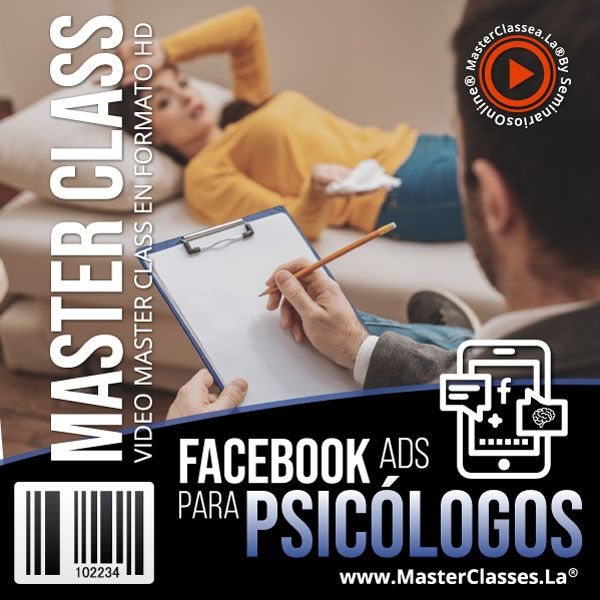 MASTER CLASS
VIDEO MASTER CLASS EN FORMATO HD
MasterClassea.La®By SeminariosOnline®
FACEBOOK ADS
PARA PSICÓLOGOS
102234
www.MasterClasses.La®